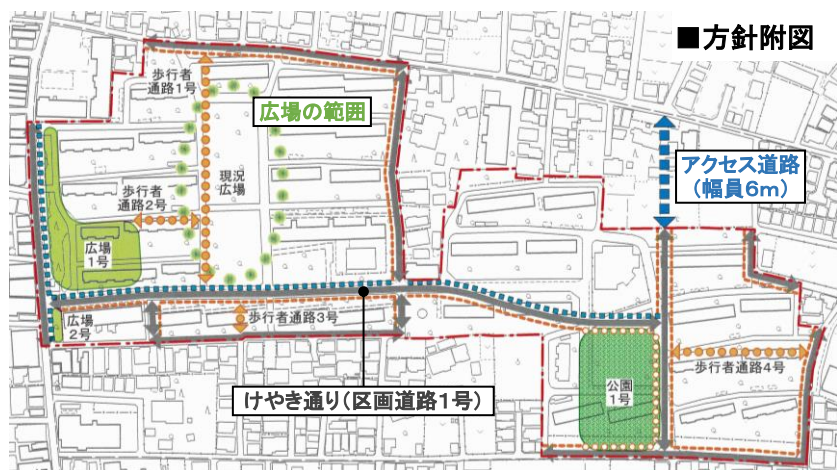 ■方針附図
歩行者
通路1号
広場の範囲
アクセス道路
(幅員6m)
現況
広場
歩行者
通路2号
広場
1号
広場
2号
歩行者通路3号
歩行者通路4号
公園
1号
けやき通り(区画道路1号)